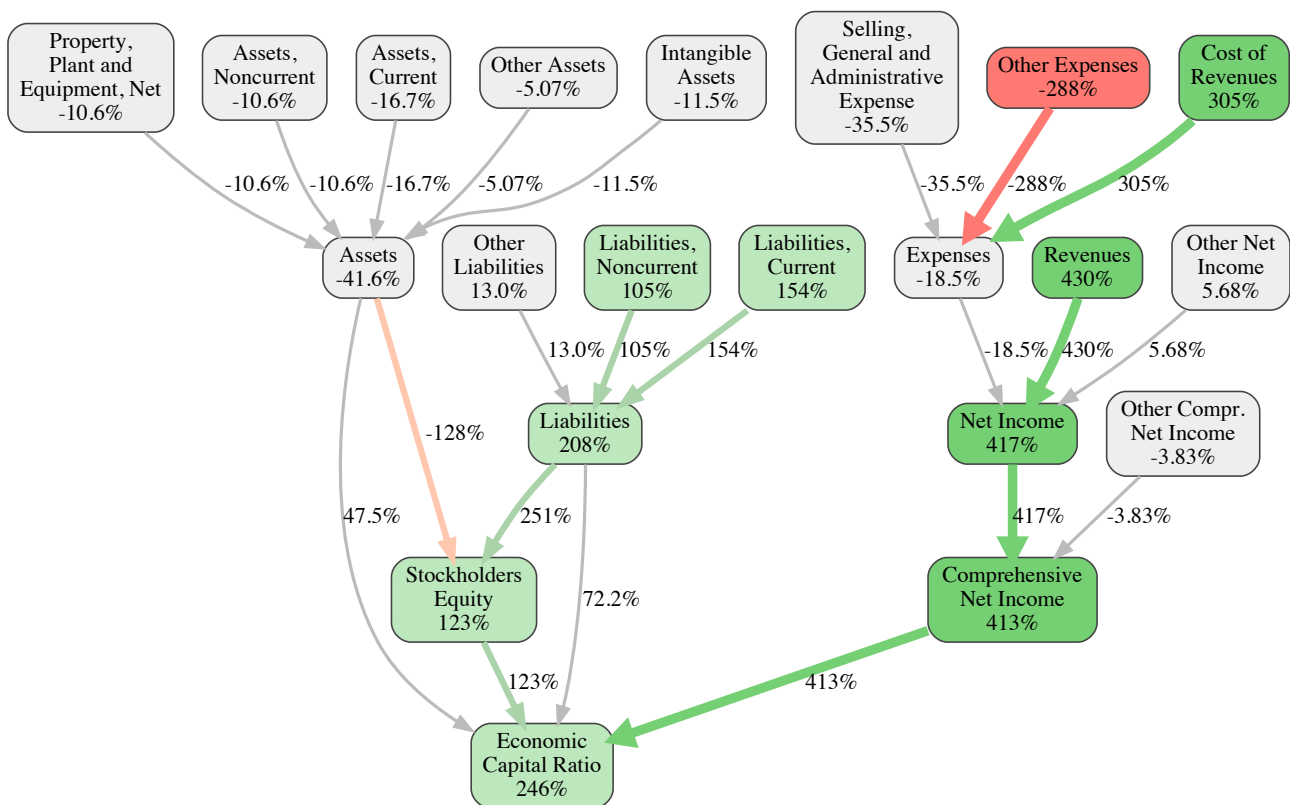 Property,
Plant and
Equipment, Net
-10.6%
Assets,
Noncurrent
-10.6%
Assets,
Current
-16.7%
Other Assets
-5.07%
Intangible
Assets
-11.5%
Selling,
General and
Administrative
Expense
-35.5%
Other Expenses
-288%
Cost of
Revenues
305%
-10.6%
-10.6%
-16.7%
-5.07%
-11.5%
-35.5%
-288%
305%
Assets
-41.6%
Other
Liabilities
13.0%
Liabilities,
Noncurrent
105%
Liabilities,
Current
154%
Expenses
-18.5%
Revenues
430%
Other Net
Income
5.68%
13.0%
105%
154%
-18.5%
430%
5.68%
Liabilities
208%
Net Income
417%
Other Compr.
Net Income
-3.83%
-128%
47.5%
251%
417%
-3.83%
Stockholders
Equity
123%
72.2%
Comprehensive
Net Income
413%
123%
413%
Economic
Capital Ratio
246%